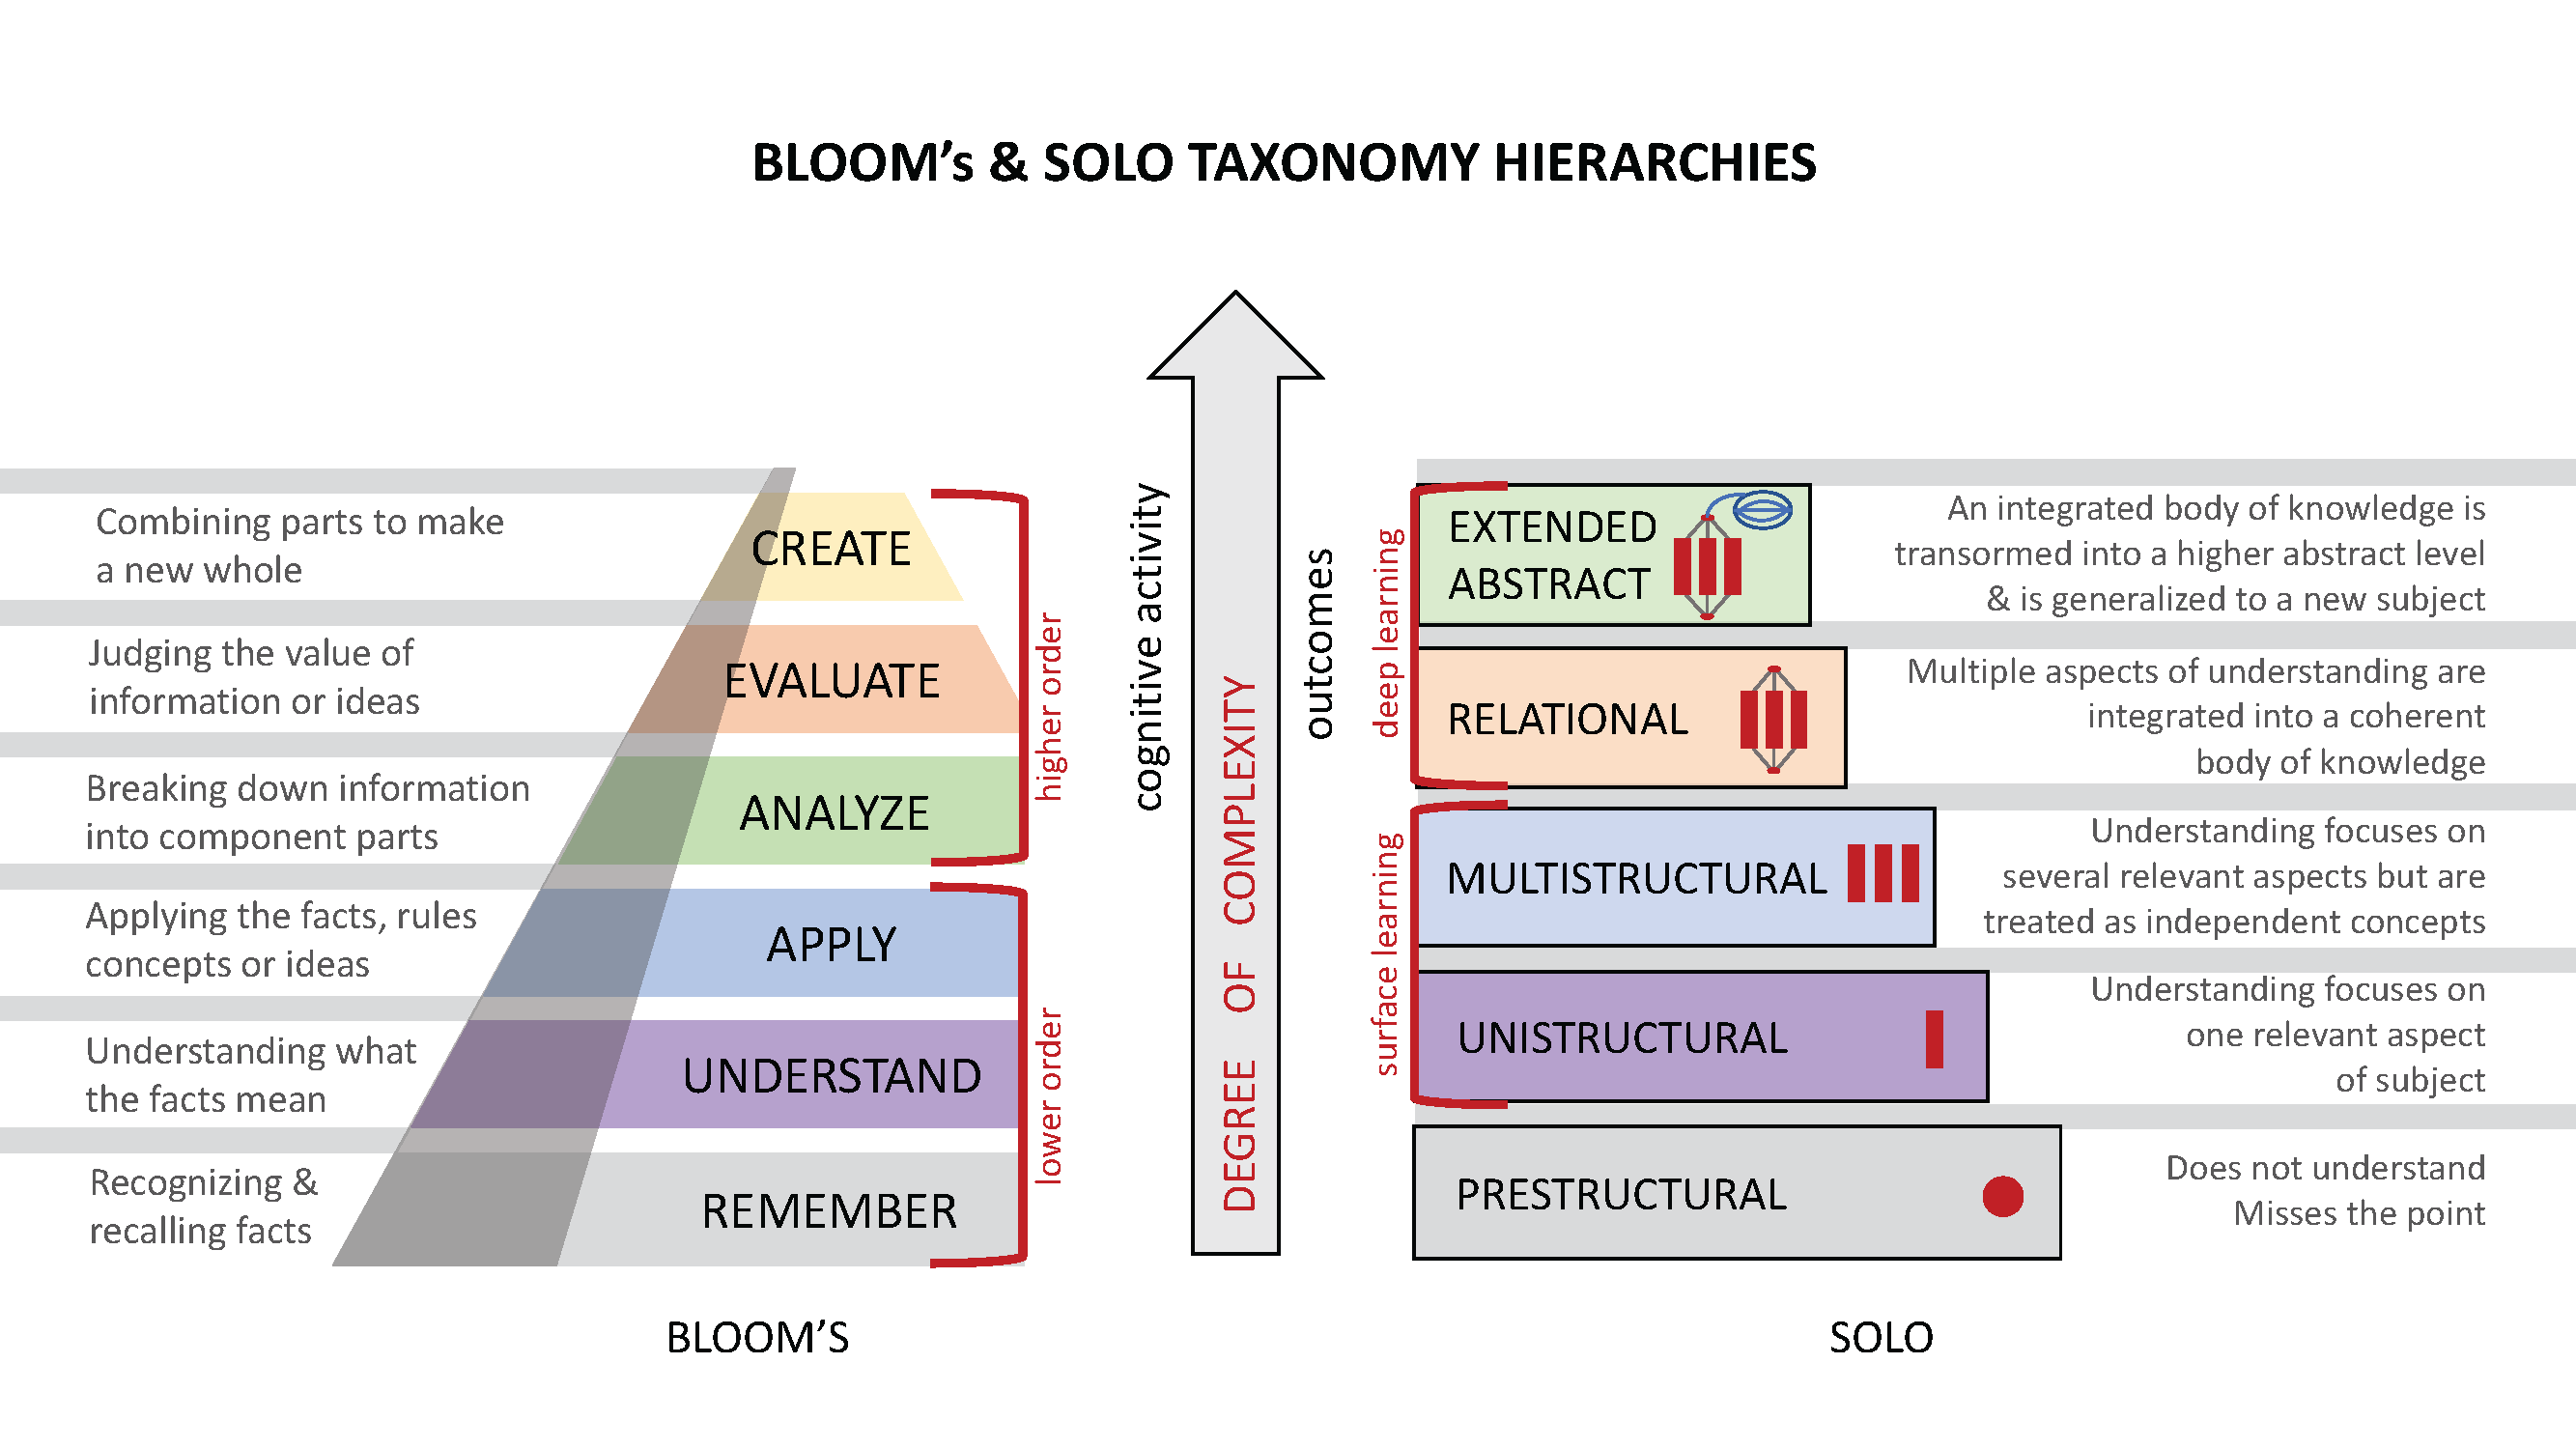 BLOOM’s & SOLO TAXONOMY HIERARCHIES
Combining parts to make
a new whole
CREATE
Judging the value of
information or ideas
EVALUATE
Breaking down information
into component parts
ANALYZE
Applying the facts, rules
concepts or ideas
APPLY
Understanding what
the facts mean
UNDERSTAND
Recognizing &
recalling facts
REMEMBER
higher order
lower order
BLOOM’S
cognitive activity
DEGREE OF COMPLEXITY
outcomes
deep learning
surface learning
EXTENDED
ABSTRACT
An integrated body of knowledge is
transormed into a higher abstract level
& is generalized to a new subject
RELATIONAL
Multiple aspects of understanding are
integrated into a coherent
body of knowledge
MULTISTRUCTURAL
Understanding focuses on
several relevant aspects but are
treated as independent concepts
UNISTRUCTURAL
Understanding focuses on
one relevant aspect
of subject
PRESTRUCTURAL
Does not understand
Misses the point
SOLO